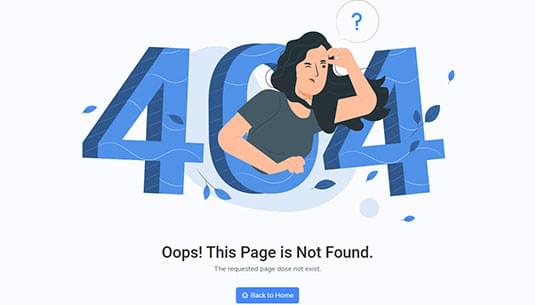 ?
404
Oops! This Page is Not Found.
The requested page dose not exist.
Back to Home